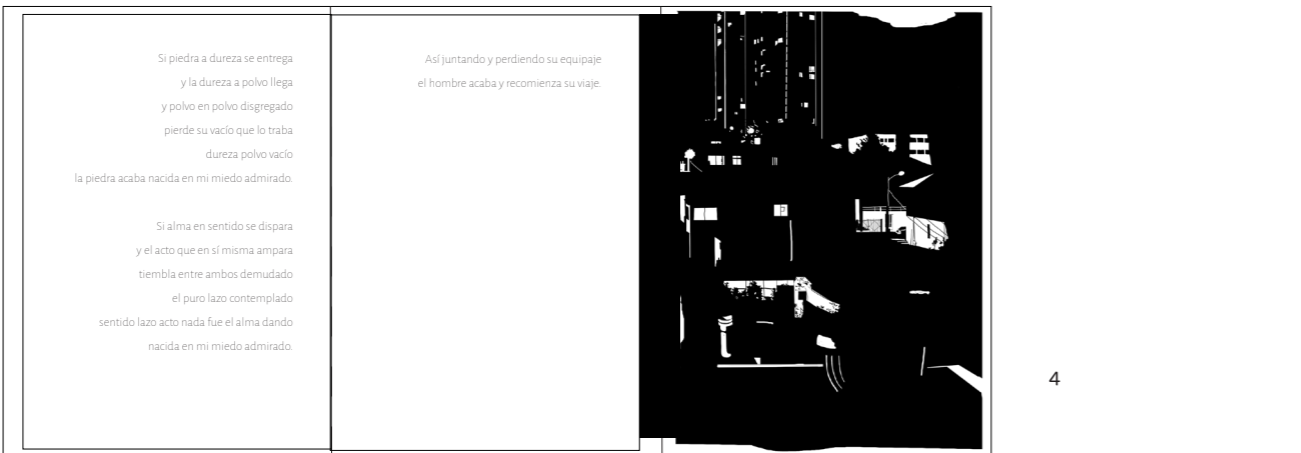 Si piedra a dureza se entrega
y la dureza a polvo llega
y polvo en polvo disgregado
pierde su vacío que lo traba
dureza polvo vacío
la piedra acaba nacida en mi miedo admirado.
Si alma en sentido se dispara
y el acto que en sí misma ampara
tiembla entre ambos demudado
el puro lazo contemplado
sentido lazo acto nada fue el alma dando
nacida en mi miedo admirado.
Así juntando y perdiendo su equipaje
el hombre acaba y recomienza su viaje.
4